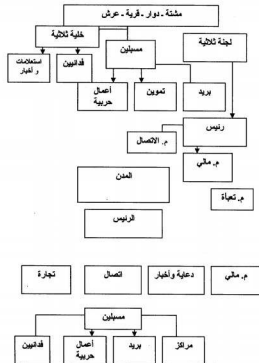 مشتة ـ دوار ـ قرية ـ عرش
لجنة ثلاثية
مسبلين
خلية ثلاثية
بريد
تموين
أعمال
حربية
فدائيين
استعلامات
و أخبار
رئيس
م. الاتصال
م. مالي
م. تعبأة
المدن
الرئيس
م. مالي
دعاية وأخبار
اتصال
تجارة
مسبلين
مراكز
بريد
أعمال
حربية
فدائيين